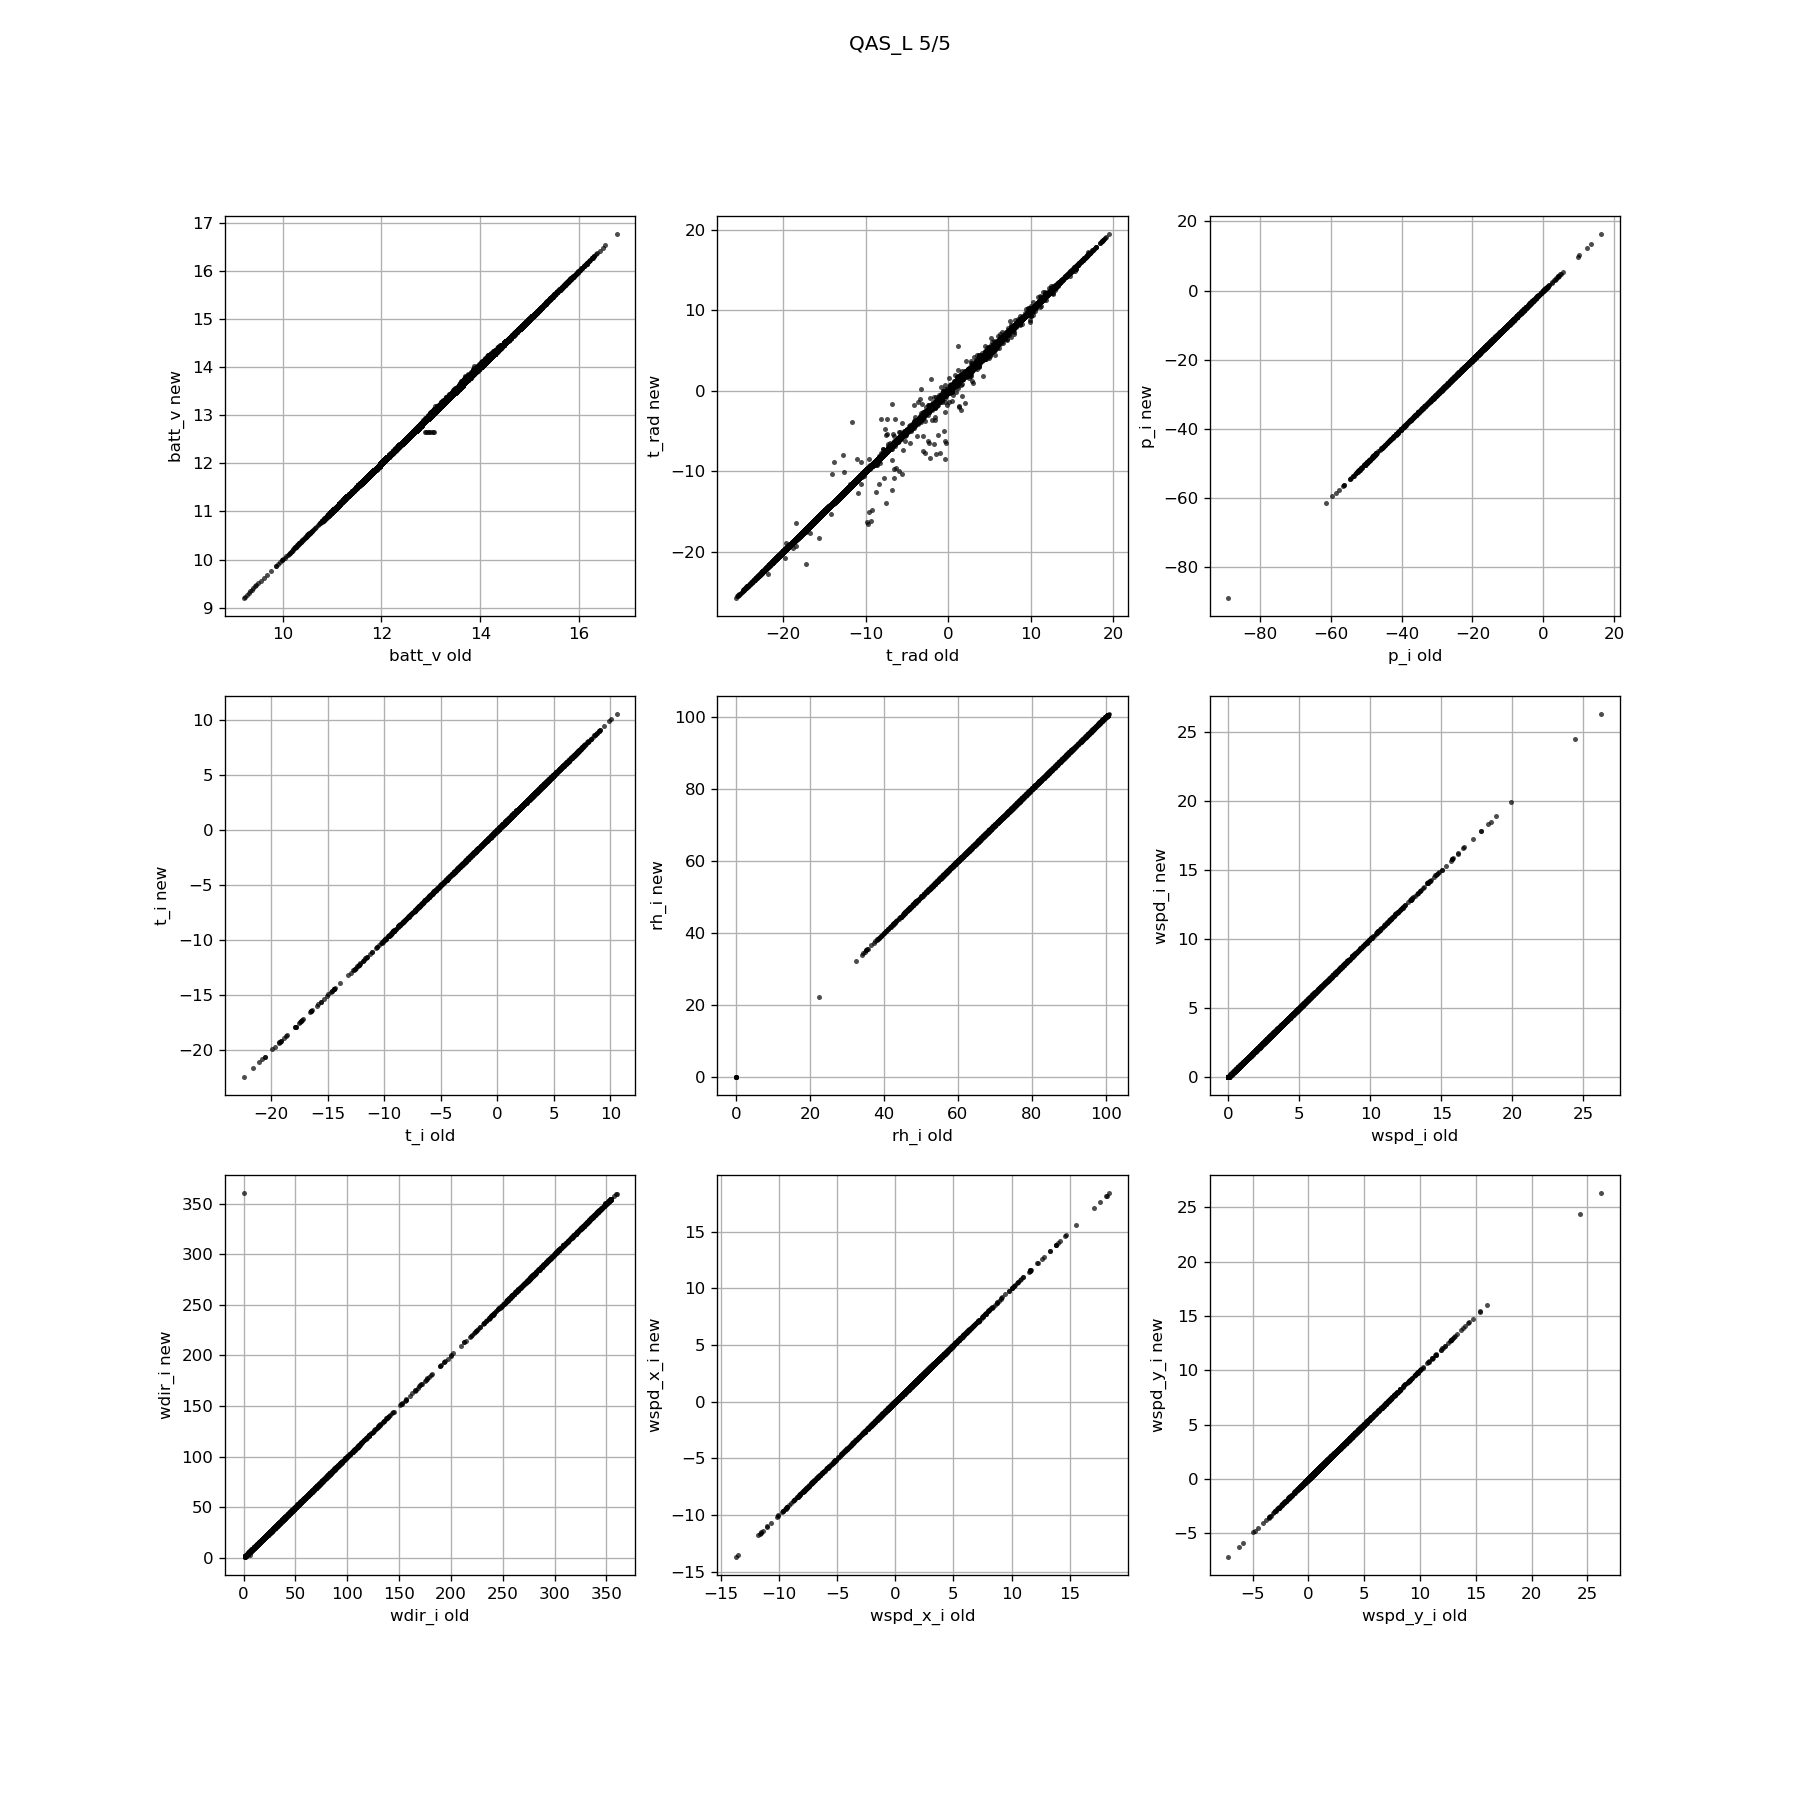 QAS_L 5/5
17
16
15
14
13
12
11
10
9
batt_v new
10 12 14 16
batt_v old
20
10
0
−10
−20
t_rad new
−20 −10 0 10 20
t_rad old
20
0
−20
−40
−60
−80
p_i new
−80 −60 −40 −20 0 20
p_i old
10
5
0
−5
−10
−15
−20
t_i new
−20 −15 −10 −5 0 5 10
t_i old
100
80
60
40
20
0
rh_i new
0 20 40 60 80 100
rh_i old
25
20
15
10
5
0
wspd_i new
0 5 10 15 20 25
wspd_i old
350
300
250
200
150
100
50
0
wdir_i new
0 50 100 150 200 250 300 350
wdir_i old
15
10
5
0
−5
−10
−15
wspd_x_i new
−15 −10 −5 0 5 10 15
wspd_x_i old
25
20
15
10
5
0
−5
wspd_y_i new
−5 0 5 10 15 20 25
wspd_y_i old